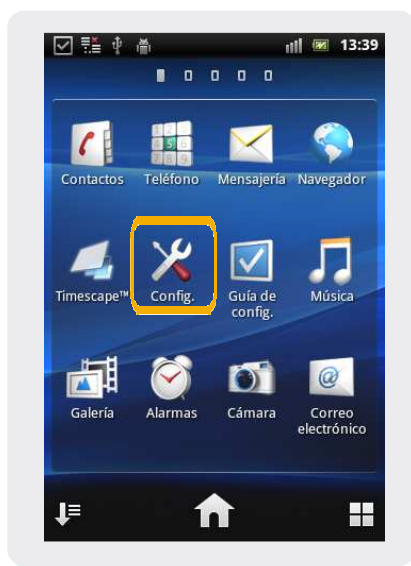 13:39
Contactos Teléfono Mensajería Navegador
Timescape™ Config. Guía de config. Música
Galería Alarmas Cámara Correo electrónico